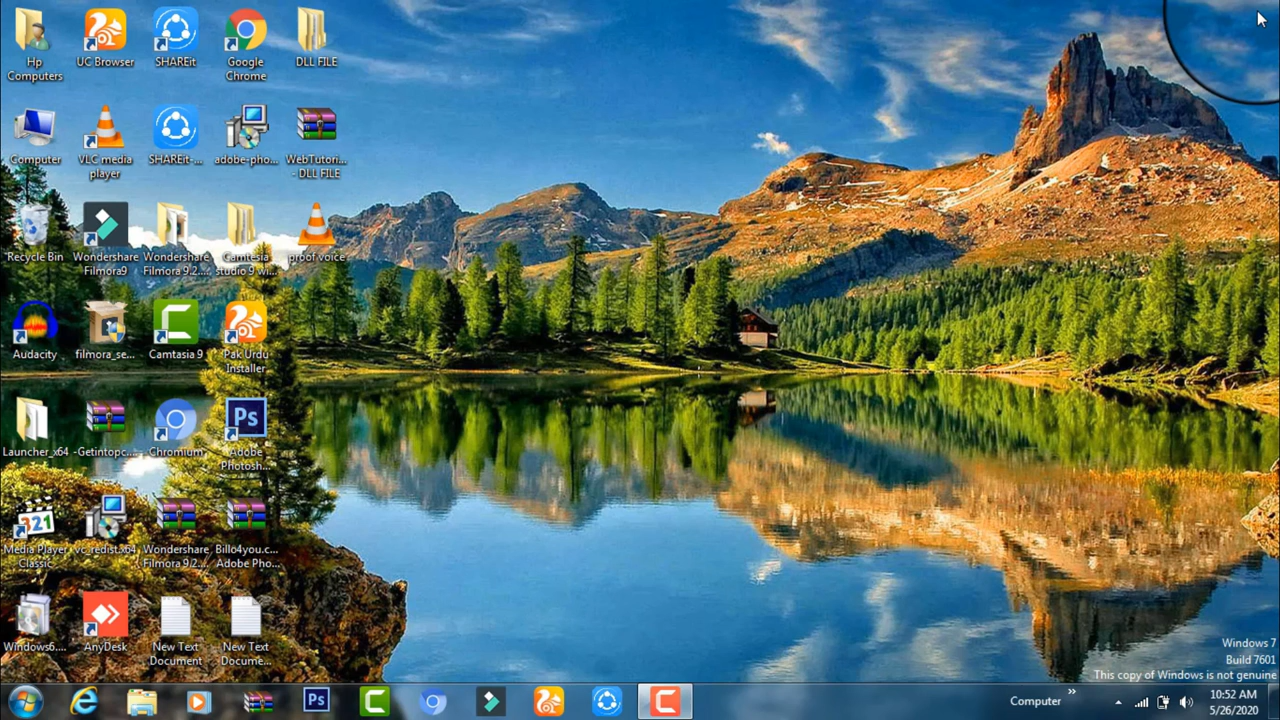 Hp
Computers
UC Browser
SHAREit
Google
Chrome
DLL FILE
Computer
VLC media
player
SHAREit-...
adobe-pho...
WebTutori...
- DLL FILE
Recycle Bin
Wondershare
Filmora9
Wondershare
Filmora 9.2....
Camtesia
studio 9 wi...
proof voice
Audacity
filmora_se...
Camtasia 9
Pak Urdu
Installer
Launcher_x64
-Getintopc....
Chromium
Ps
Adobe
Photosh...
321
Media Player
Classic
vc_redist.x64
Wondershare
Filmora 9.2....
Billo4you.c...
Adobe Pho...
Windows6....
AnyDesk
New Text
Document
New Text
Docume...
Windows 7
Build 7601
This copy of Windows is not genuine
Ps
Computer
10:52 AM
5/26/2020